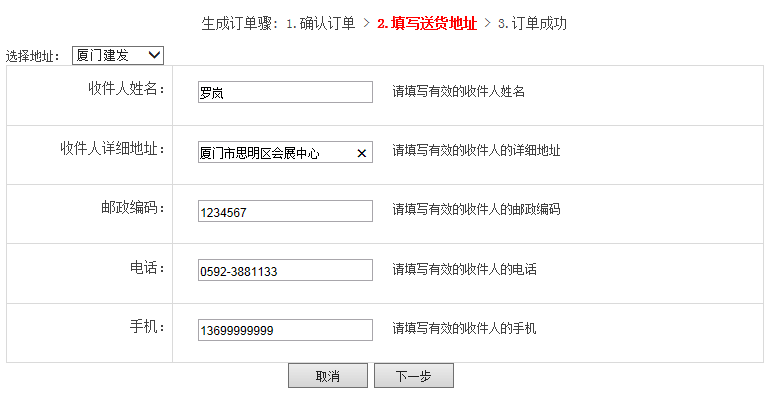 生成订单骤: 1.确认订单 > 2.填写送货地址 > 3.订单成功
选择地址: 厦门建发
收件人姓名: 罗岚 请填写有效的收件人姓名
收件人详细地址: 厦门市思明区会展中心 × 请填写有效的收件人的详细地址
邮政编码: 1234567 请填写有效的收件人的邮政编码
电话: 0592-3881133 请填写有效的收件人的电话
手机: 13699999999 请填写有效的收件人的手机
取消 下一步